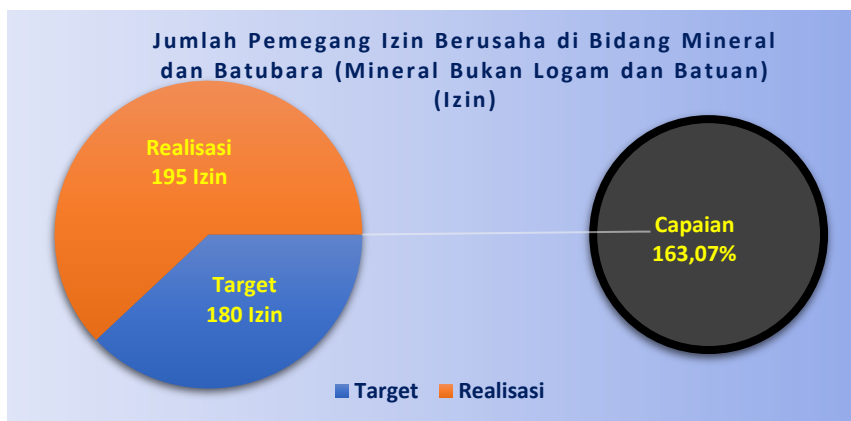 Jumlah Pemegang Izin Berusaha di Bidang Mineral
dan Batubara (Mineral Bukan Logam dan Batuan)
(Izin)
Realisasi
195 Izin
Target
180 Izin
Capaian
163,07%
Target
Realisasi